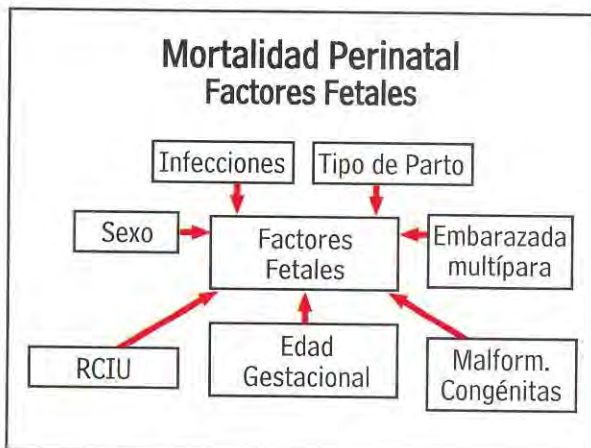 Mortalidad Perinatal
Factores Fetales
Infecciones
Tipo de Parto
Sexo
Factores
Fetales
Embarazada
multípara
RCIU
Edad
Gestacional
Malform.
Congénitas